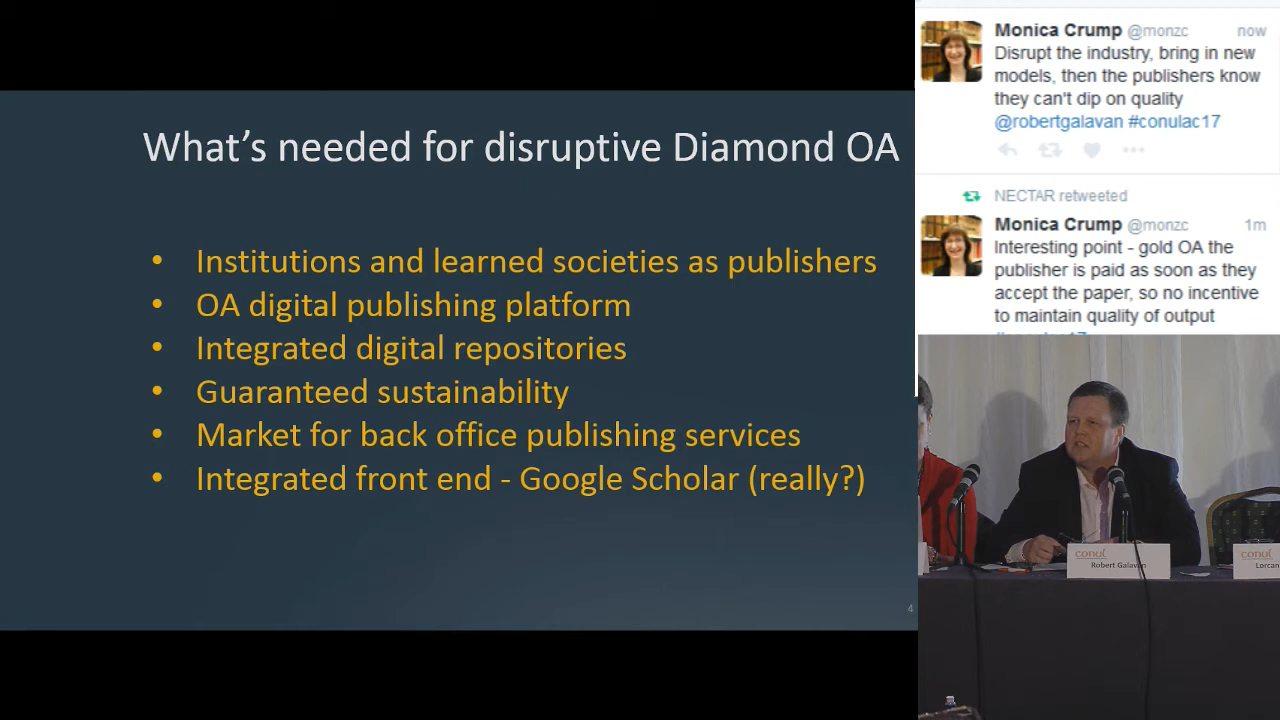 What's needed for disruptive Diamond OA
• Institutions and learned societies as publishers
• OA digital publishing platform
• Integrated digital repositories
• Guaranteed sustainability
• Market for back office publishing services
• Integrated front end - Google Scholar (really?)
4
Monica Crump @monzc now
Disrupt the industry, bring in new
models, then the publishers know
they can't dip on quality
@robertgalavan #conulac17
NECTAR retweeted
Monica Crump @monzc 1m
Interesting point - gold OA the
publisher is paid as soon as they
accept the paper, so no incentive
to maintain quality of output
conul
Robert Galavan
conul
Lorcan